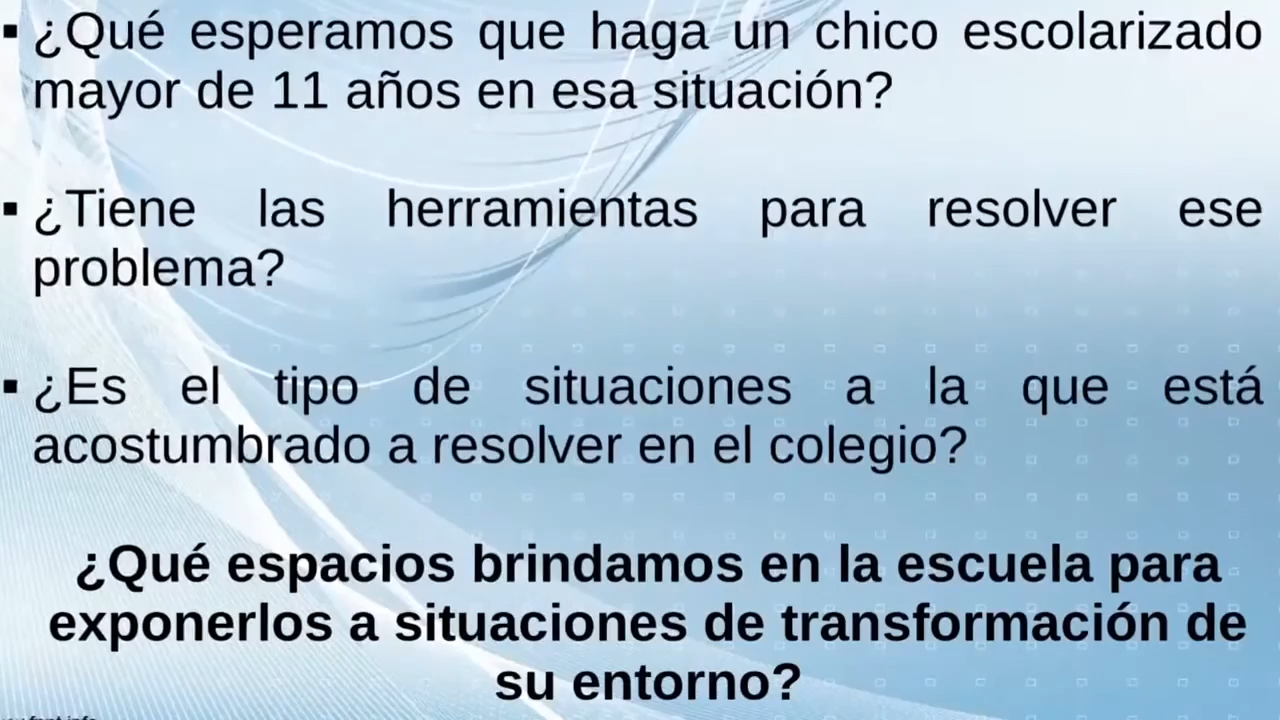 ▪ ¿Qué esperamos que haga un chico escolarizado
mayor de 11 años en esa situación?
▪ ¿Tiene las herramientas para resolver ese
problema?
▪ ¿Es el tipo de situaciones a la que está
acostumbrado a resolver en el colegio?
¿Qué espacios brindamos en la escuela para
exponerlos a situaciones de transformación de
su entorno?